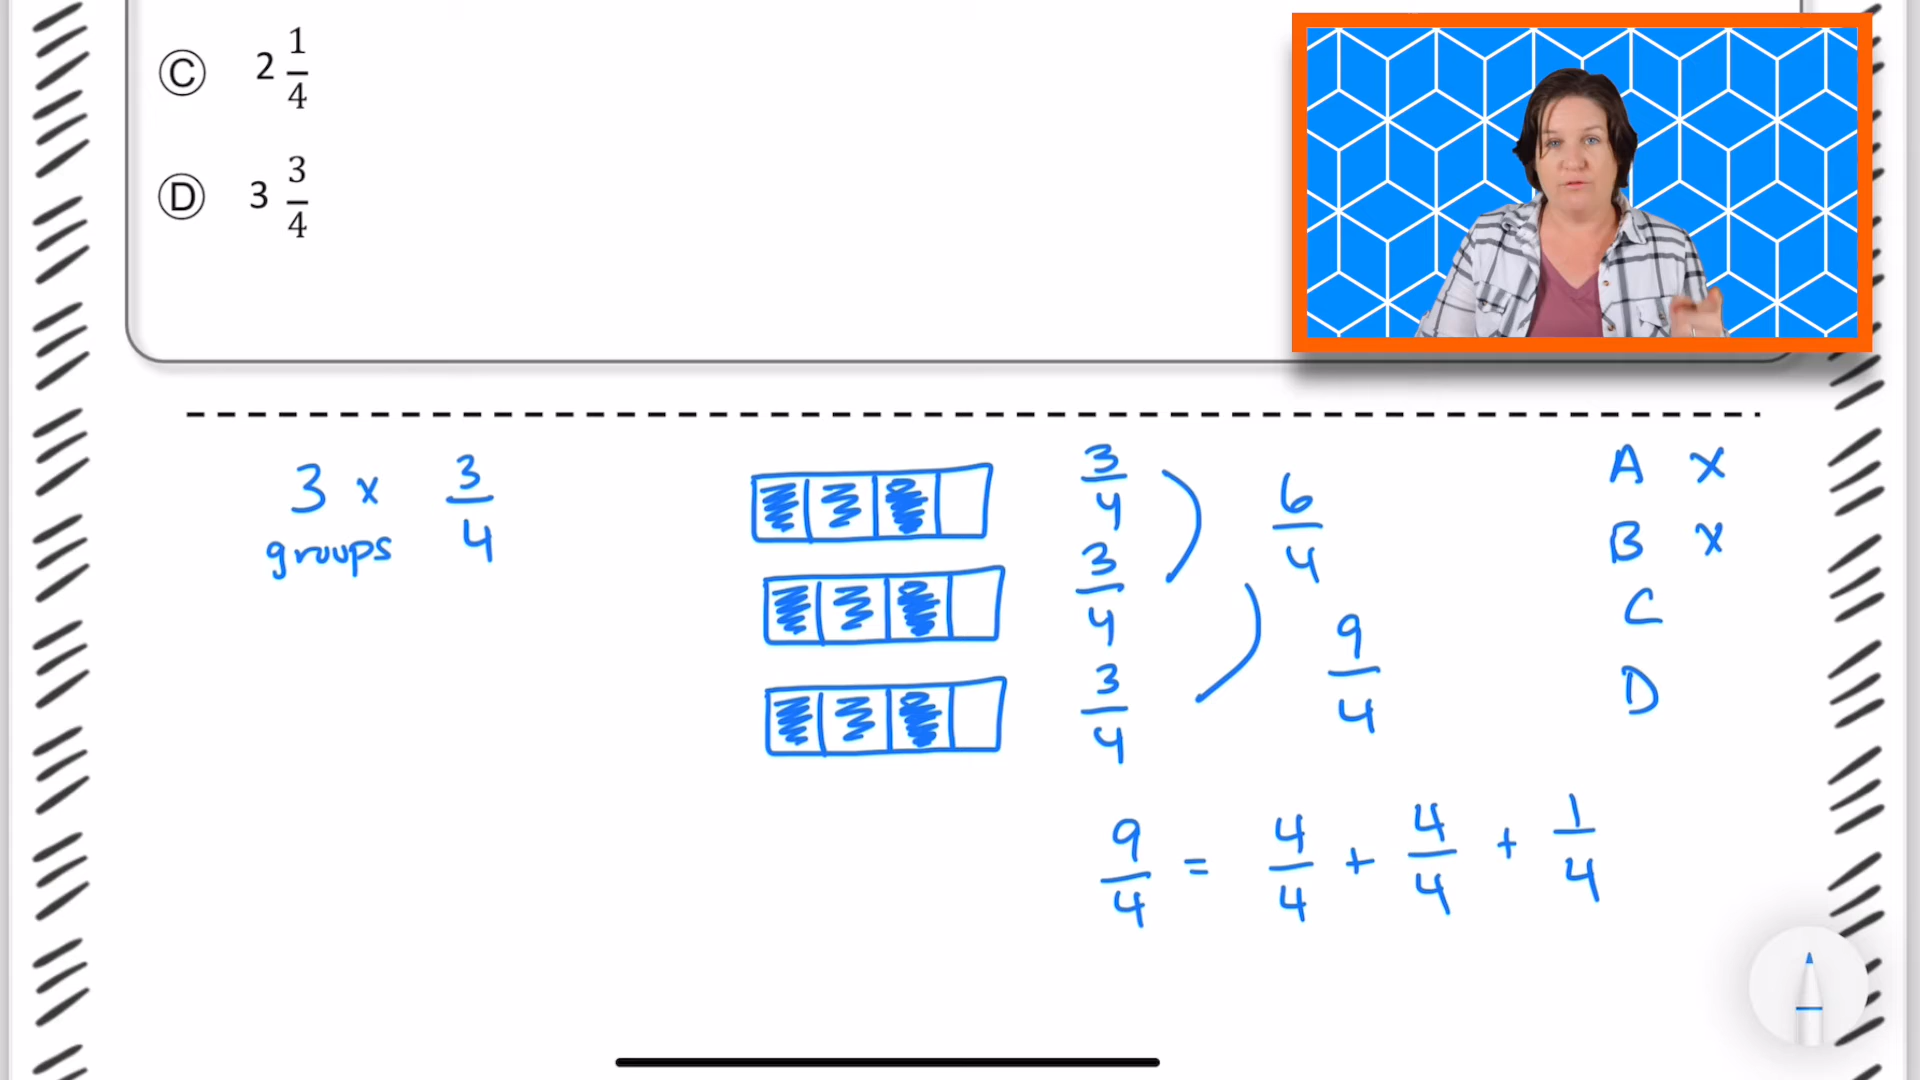 Ⓒ 2 1/4
Ⓓ 3 3/4
3 x 3/4
groups
3/4
3/4
3/4
6/4
9/4
A x
B x
C
D
9/4 = 4/4 + 4/4 + 1/4